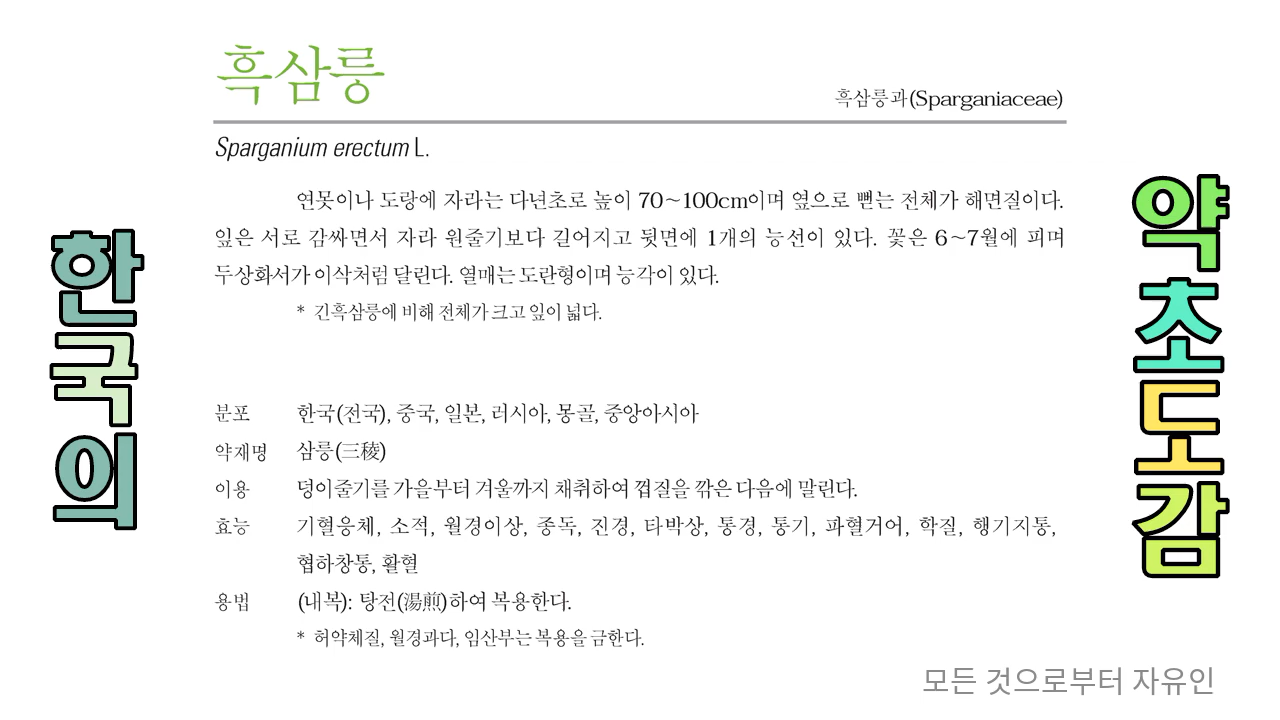 흑삼릉
흑삼릉과(Sparganiaceae)
Sparganium erectum L.
연못이나 도랑에 자라는 다년초로 높이 70~100cm이며 옆으로 뻗는 전체가 해면질이다.
잎은 서로 감싸면서 자라 원줄기보다 길어지고 뒷면에 1개의 능선이 있다. 꽃은 6~7월에 피며
두상화서가 이삭처럼 달린다. 열매는 도란형이며 능각이 있다.
* 긴흑삼릉에 비해 전체가 크고 잎이 넓다.
한국의
약초도감
분포 한국(전국), 중국, 일본, 러시아, 몽골, 중앙아시아
약재명 삼릉(三稜)
이용 덩이줄기를 가을부터 겨울까지 채취하여 껍질을 깎은 다음에 말린다.
효능 기혈응체, 소적, 월경이상, 종독, 진경, 타박상, 통경, 통기, 파혈거어, 학질, 행기지통,
협하창통, 활혈
용법 (내복): 탕전(湯煎)하여 복용한다.
* 허약체질, 월경과다, 임산부는 복용을 금한다.
모든 것으로부터 자유인